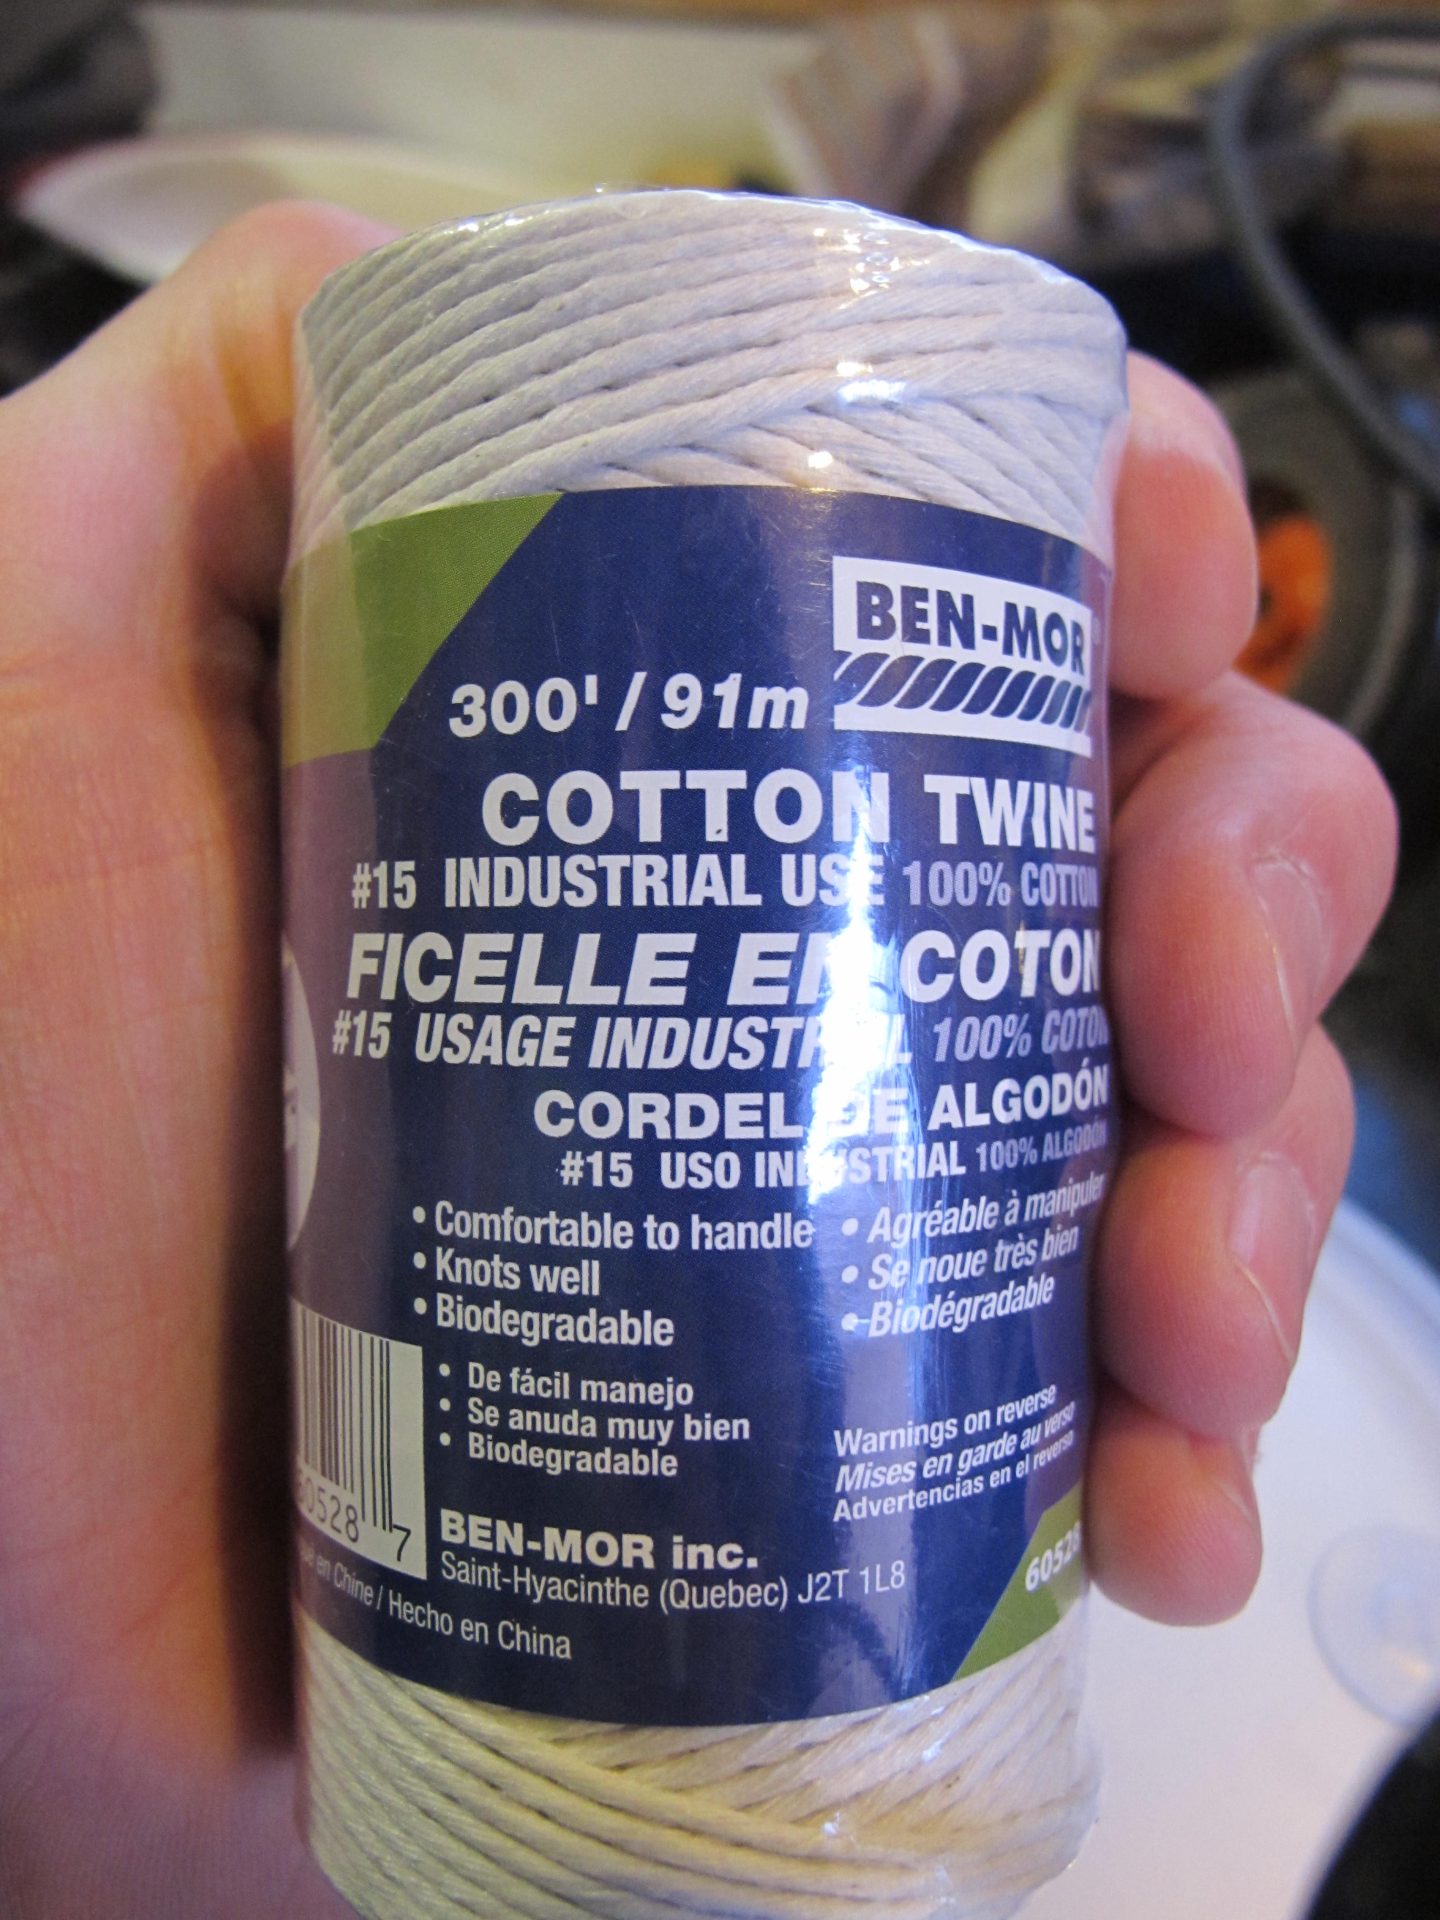 BEN-MOR
300' / 91m
COTTON TWINE
#15 INDUSTRIAL USE 100% COTTON
FICELLE EN COTON
#15 USAGE INDUSTRIEL 100% COTON
CORDEL DE ALGODÓN
#15 USO INDUSTRIAL 100% ALGODÓN
• Comfortable to handle
• Knots well
• Biodegradable
• Agréable à manipuler
• Se noue très bien
• Biodégradable
• De fácil manejo
• Se anuda muy bien
• Biodegradable
Warnings on reverse
Mises en garde au verso
Advertencias en el reverso
BEN-MOR inc.
Saint-Hyacinthe (Quebec) J2T 1L8
60528
60528 7
en Chine / Hecho en China